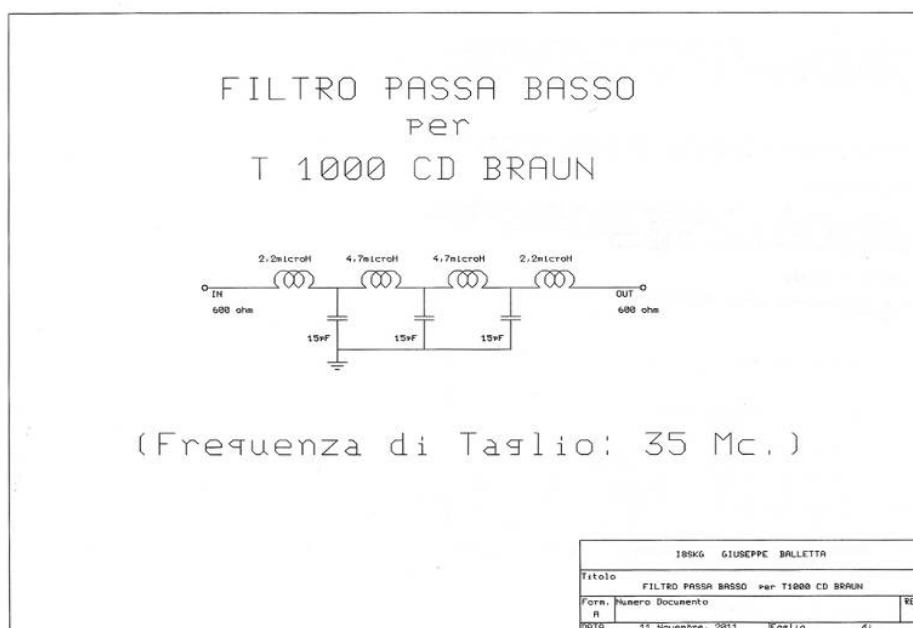 FILTRO PASSA BASSO
per
T 1000 CD BRAUN
2,2microH 4,7microH 4,7microH 2,2microH
IN OUT
600 ohm 600 ohm
15pF 15pF 15pF
(Frequenza di Taglio: 35 Mc.)
GIUSEPPE BALLETTA
Titolo
FILTRO PASSA BASSO per T1000 CD BRAUN
Form. Numero Documento
A
DATA 11 Novembre, 2011 Foglio di